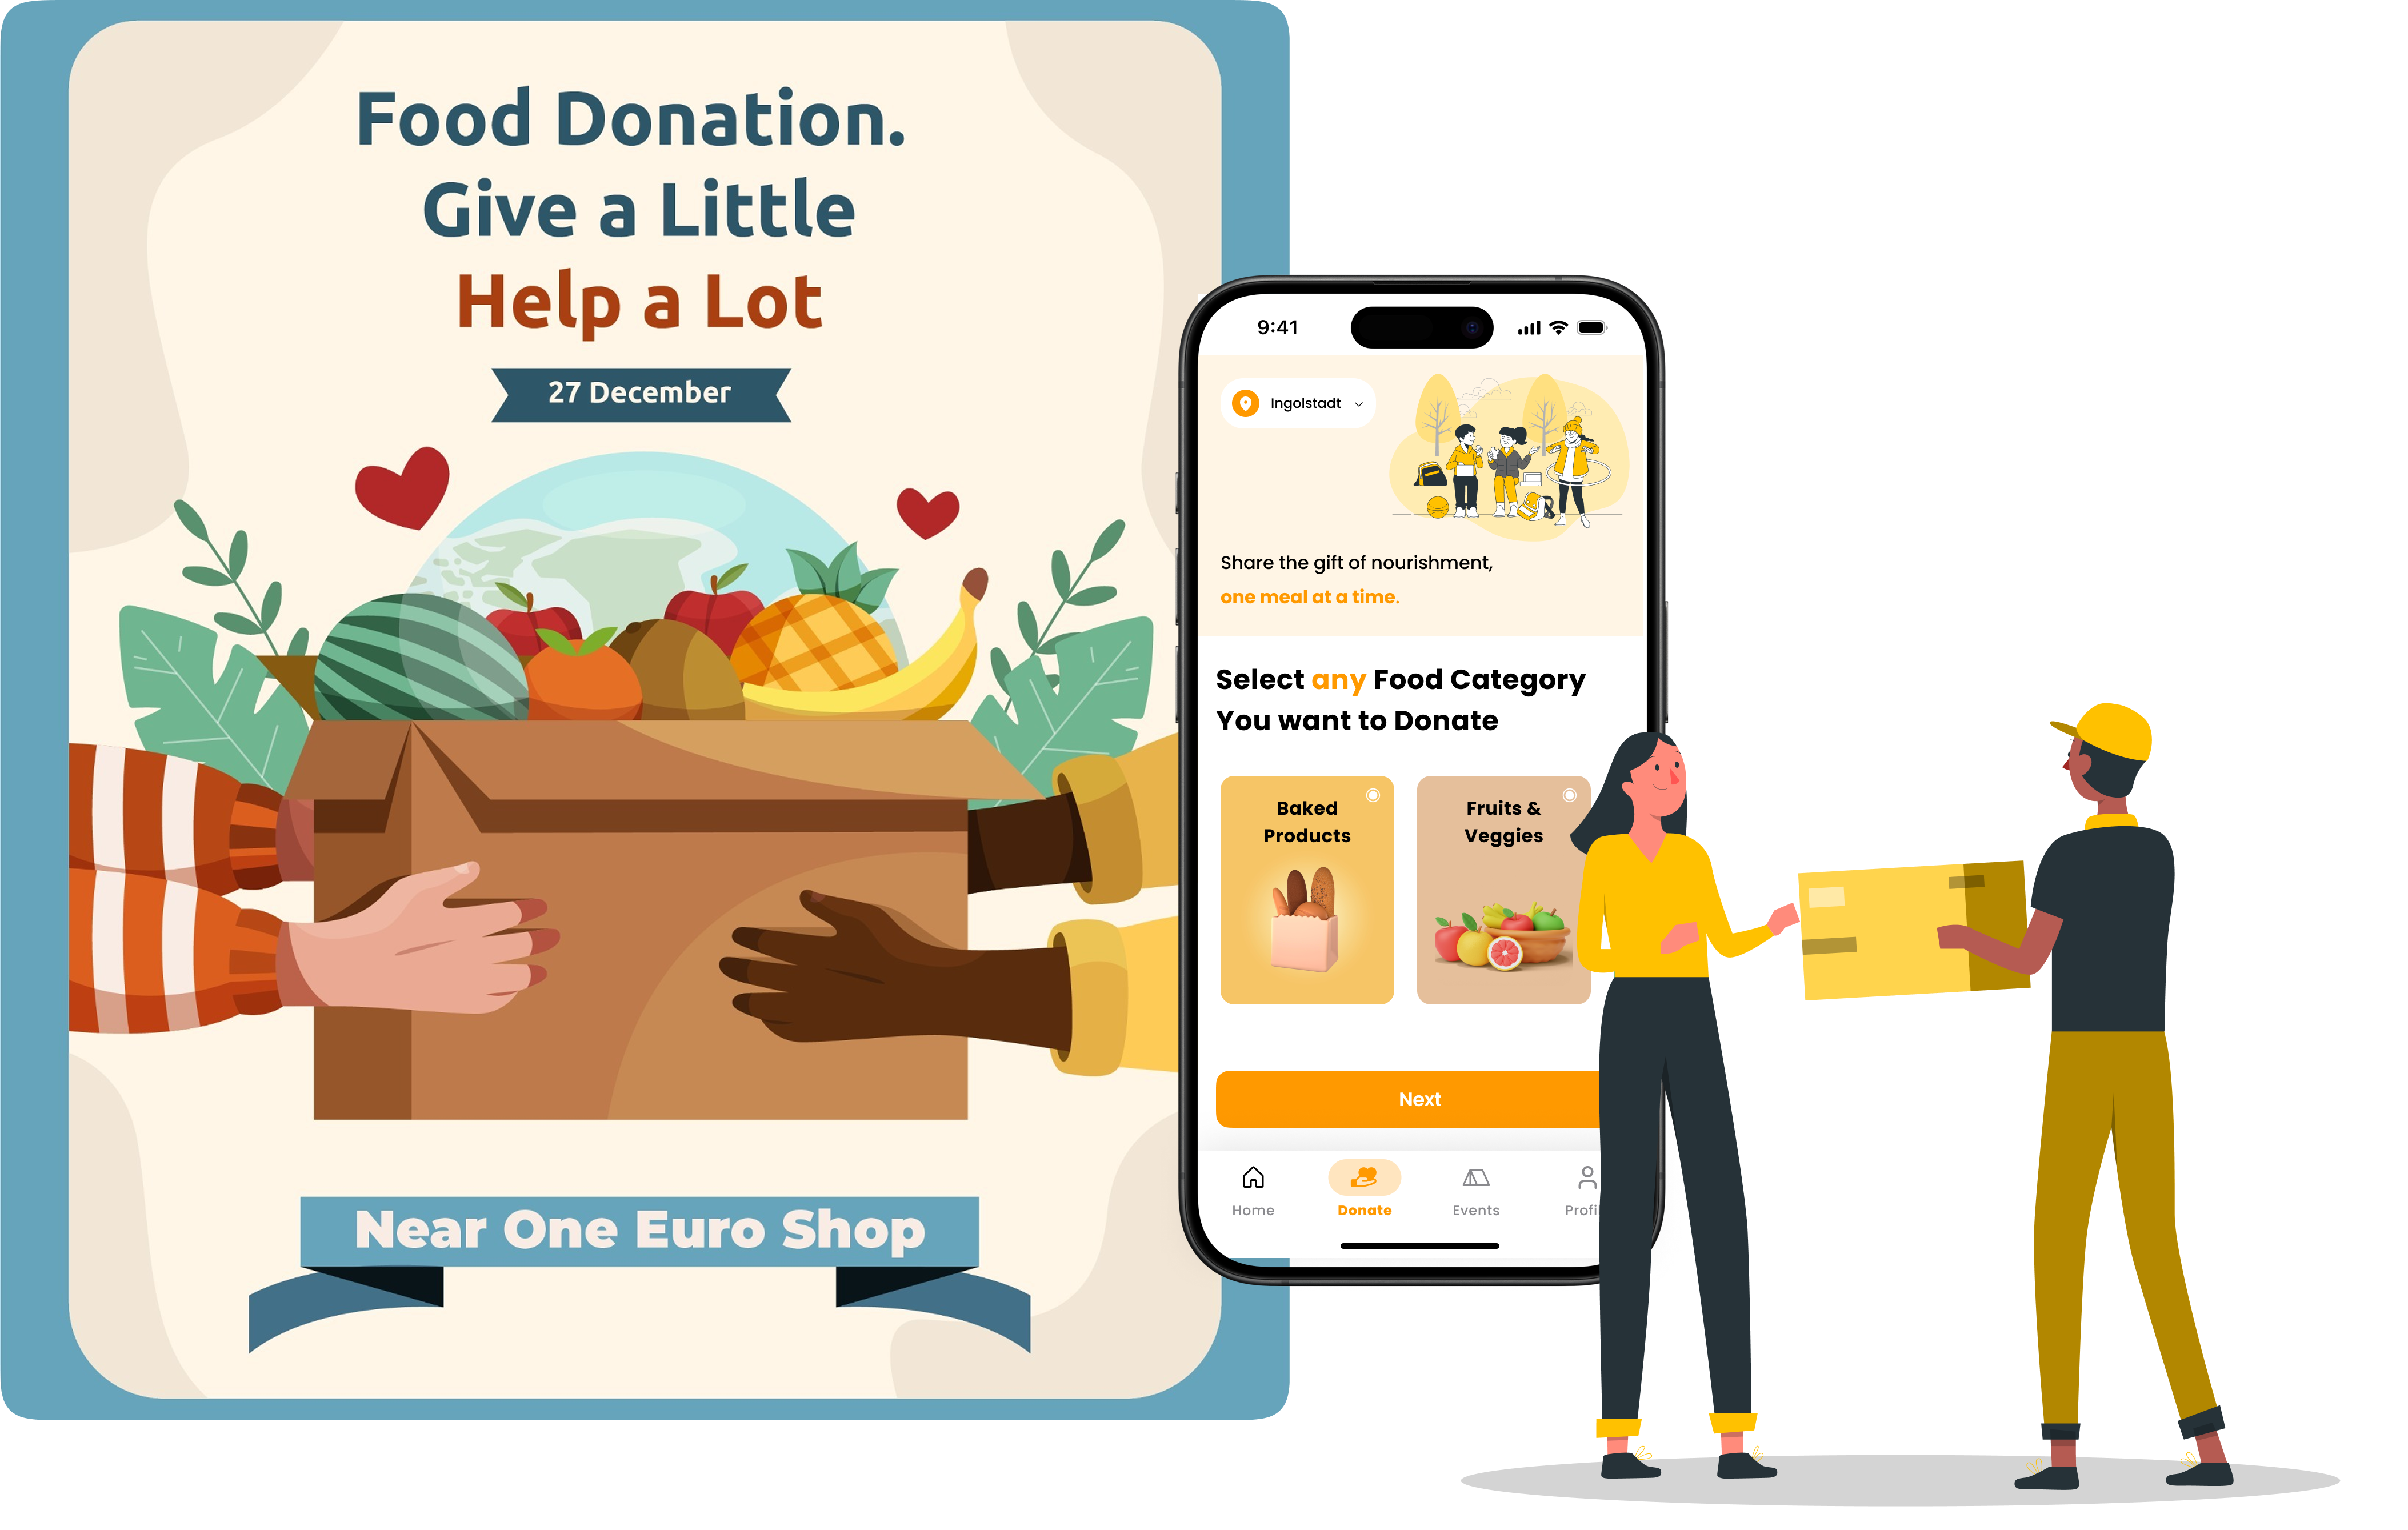 Food Donation.
Give a Little
Help a Lot
27 December
Near One Euro Shop
9:41
Ingolstadt
Share the gift of nourishment,
one meal at a time.
Select any Food Category
You want to Donate
Baked
Products
Fruits &
Veggies
Next
Home
Donate
Events
Profi